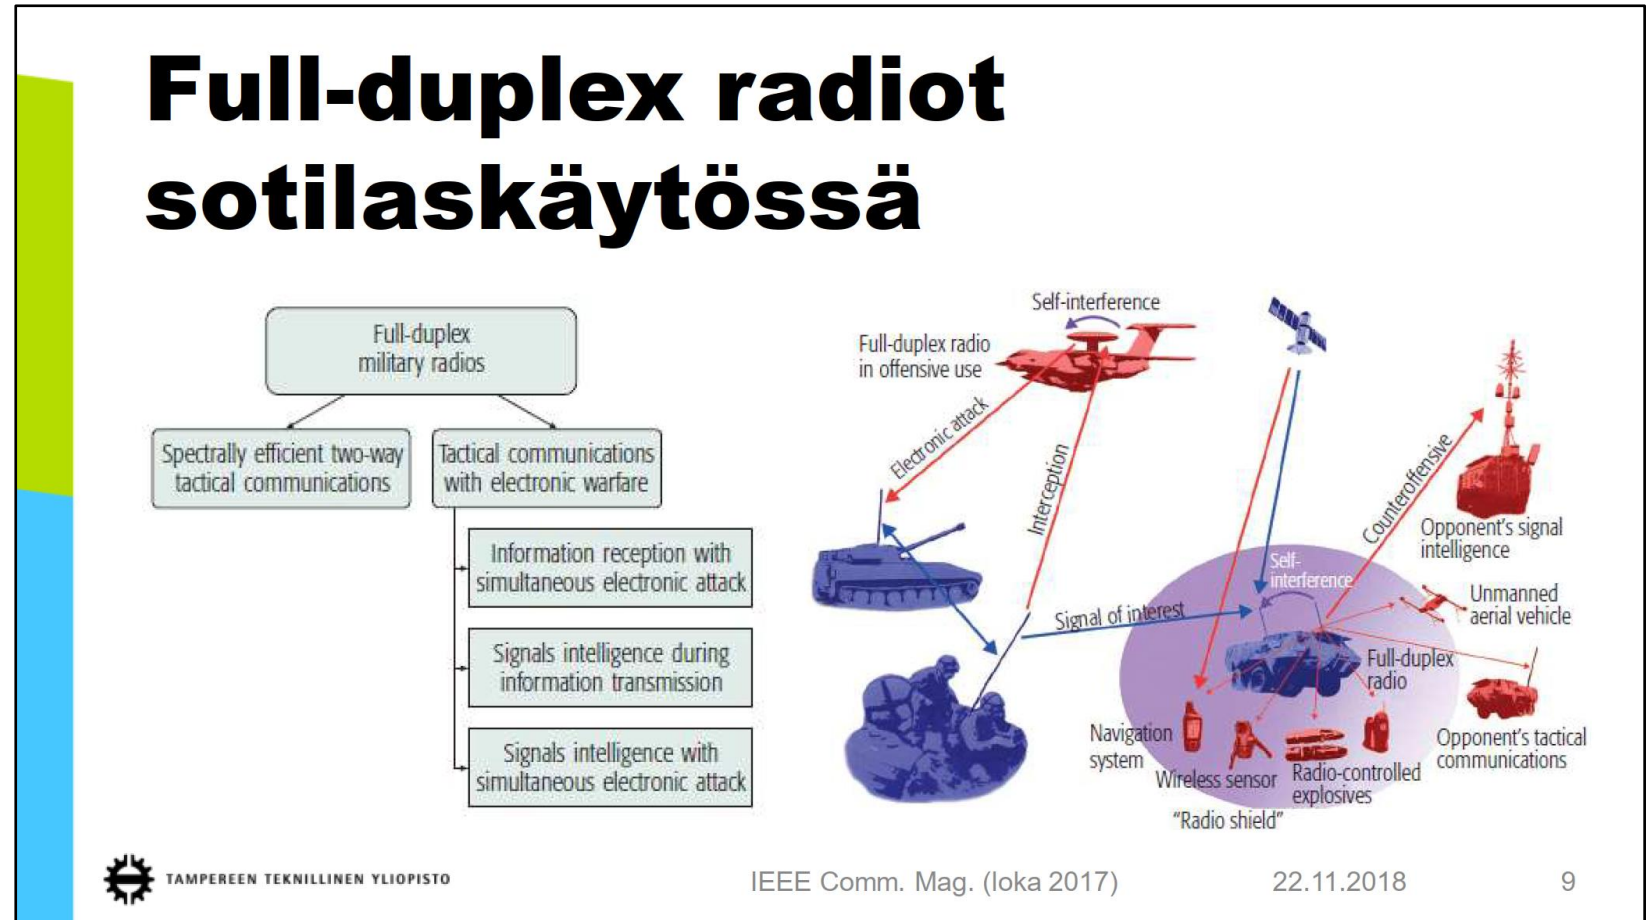 Full-duplex radiot
sotilaskäytössä
Full-duplex
military radios
Spectrally efficient two-way
tactical communications
Tactical communications
with electronic warfare
Information reception with
simultaneous electronic attack
Signals intelligence during
information transmission
Signals intelligence with
simultaneous electronic attack
Self-interference
Full-duplex radio
in offensive use
Electronic attack
Interception
Signal of interest
Counteroffensive
Opponent's signal
intelligence
Self-
interference
Unmanned
aerial vehicle
Full-duplex
radio
Navigation
system
Wireless sensor
Radio-controlled
explosives
Opponent's tactical
communications
“Radio shield”
TAMPEREEN TEKNILLINEN YLIOPISTO
IEEE Comm. Mag. (loka 2017)
22.11.2018
9